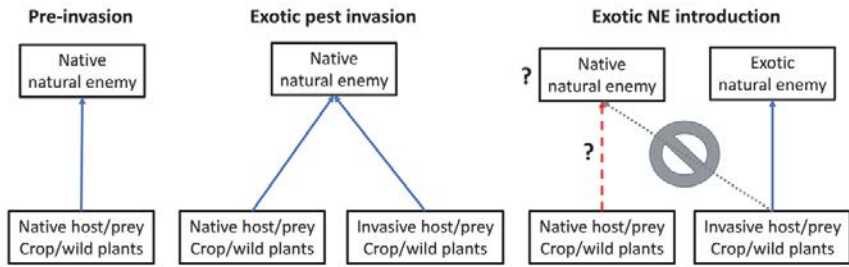 Pre-invasion
Exotic pest invasion
Exotic NE introduction
Native
natural enemy
Native
natural enemy
?
Native
natural enemy
Exotic
natural enemy
?
Native host/prey
Crop/wild plants
Native host/prey
Crop/wild plants
Invasive host/prey
Crop/wild plants
Native host/prey
Crop/wild plants
Invasive host/prey
Crop/wild plants